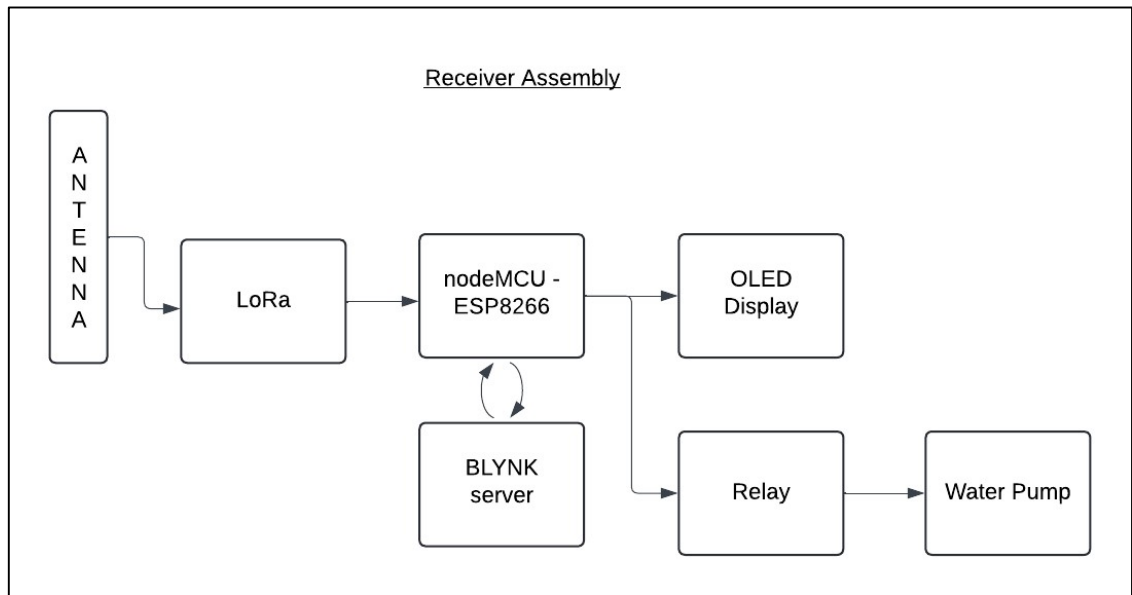 Receiver Assembly
A
N
T
E
N
N
A
LoRa
nodeMCU -
ESP8266
OLED
Display
BLYNK
server
Relay
Water Pump